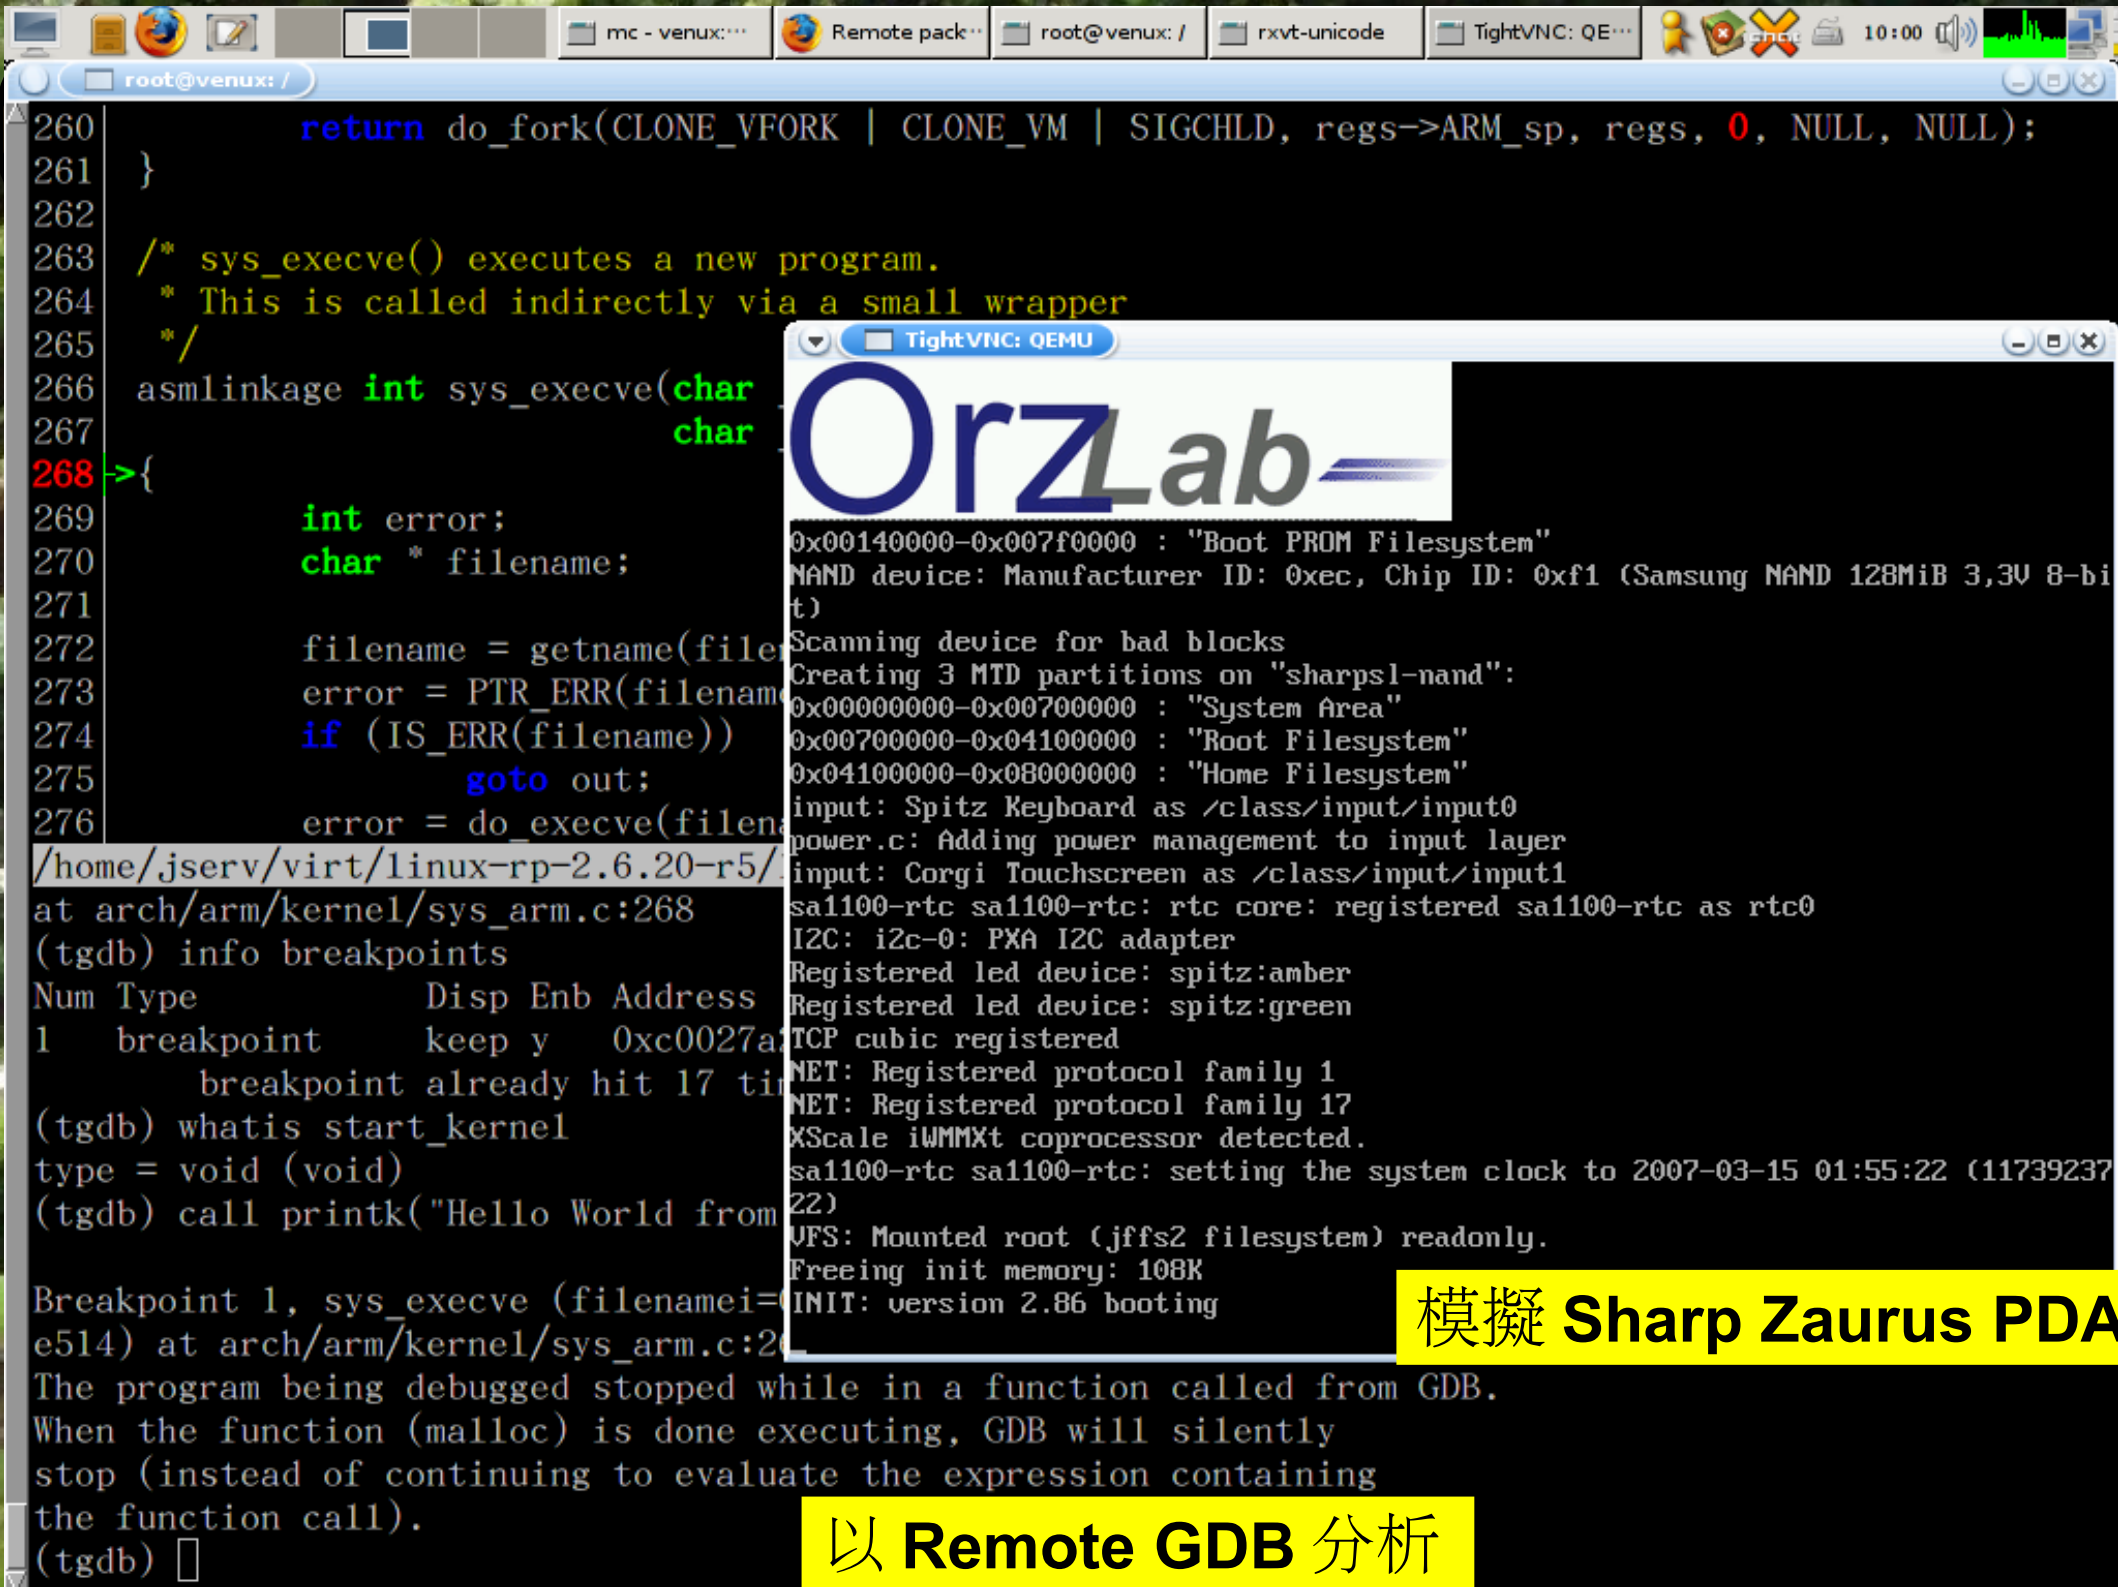 mc - venux:···
Remote pack···
root@venux: /
rxvt-unicode
TightVNC: QE···
10:00
root@venux: /
260 return do_fork(CLONE_VFORK | CLONE_VM | SIGCHLD, regs->ARM_sp, regs, 0, NULL, NULL);
261 }
262
263 /* sys_execve() executes a new program.
264 * This is called indirectly via a small wrapper
265 */
266 asmlinkage int sys_execve(char
267 char
268 ->{
269 int error;
270 char * filename;
271
272 filename = getname(file
273 error = PTR_ERR(filenam
274 if (IS_ERR(filename))
275 goto out;
276 error = do_execve(filen
/home/jserv/virt/linux-rp-2.6.20-r5/
at arch/arm/kernel/sys_arm.c:268
(tgdb) info breakpoints
Num Type Disp Enb Address
1 breakpoint keep y 0xc0027a
breakpoint already hit 17 ti
(tgdb) whatis start_kernel
type = void (void)
(tgdb) call printk("Hello World from
Breakpoint 1, sys_execve (filenamei=
e514) at arch/arm/kernel/sys_arm.c:2
The program being debugged stopped while in a function called from GDB.
When the function (malloc) is done executing, GDB will silently
stop (instead of continuing to evaluate the expression containing
the function call).
(tgdb)
TightVNC: QEMU
OrzLab
0x00140000-0x007f0000 : "Boot PROM Filesystem"
NAND device: Manufacturer ID: 0xec, Chip ID: 0xf1 (Samsung NAND 128MiB 3,3V 8-bi
t)
Scanning device for bad blocks
Creating 3 MTD partitions on "sharpsl-nand":
0x00000000-0x00700000 : "System Area"
0x00700000-0x04100000 : "Root Filesystem"
0x04100000-0x08000000 : "Home Filesystem"
input: Spitz Keyboard as /class/input/input0
power.c: Adding power management to input layer
input: Corgi Touchscreen as /class/input/input1
sa1100-rtc sa1100-rtc: rtc core: registered sa1100-rtc as rtc0
I2C: i2c-0: PXA I2C adapter
Registered led device: spitz:amber
Registered led device: spitz:green
TCP cubic registered
NET: Registered protocol family 1
NET: Registered protocol family 17
XScale iWMMXt coprocessor detected.
sa1100-rtc sa1100-rtc: setting the system clock to 2007-03-15 01:55:22 (11739237
22)
VFS: Mounted root (jffs2 filesystem) readonly.
Freeing init memory: 108K
INIT: version 2.86 booting
模擬 Sharp Zaurus PDA
以 Remote GDB 分析